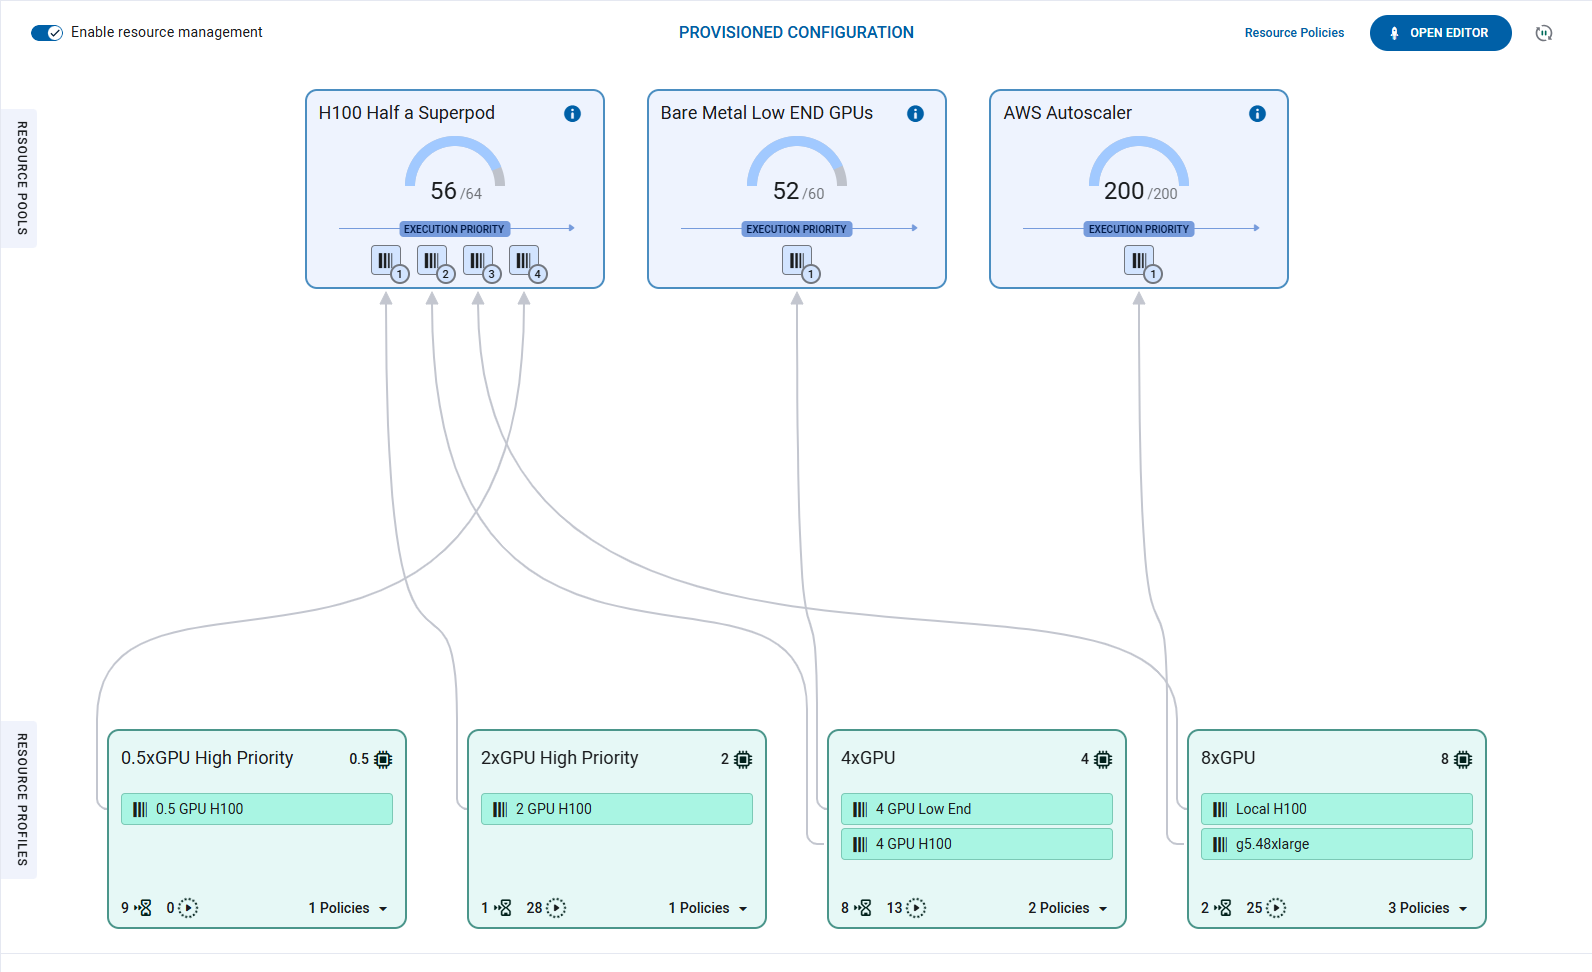 Enable resource management
PROVISIONED CONFIGURATION
Resource Policies
OPEN EDITOR
RESOURCE POOLS
H100 Half a Superpod
56 /64
EXECUTION PRIORITY
1 2 3 4
Bare Metal Low END GPUs
52 /60
EXECUTION PRIORITY
1
AWS Autoscaler
200 /200
EXECUTION PRIORITY
1
RESOURCE PROFILES
0.5xGPU High Priority 0.5
0.5 GPU H100
9 0 1 Policies
2xGPU High Priority 2
2 GPU H100
1 28 1 Policies
4xGPU 4
4 GPU Low End
4 GPU H100
8 13 2 Policies
8xGPU 8
Local H100
g5.48xlarge
2 25 3 Policies